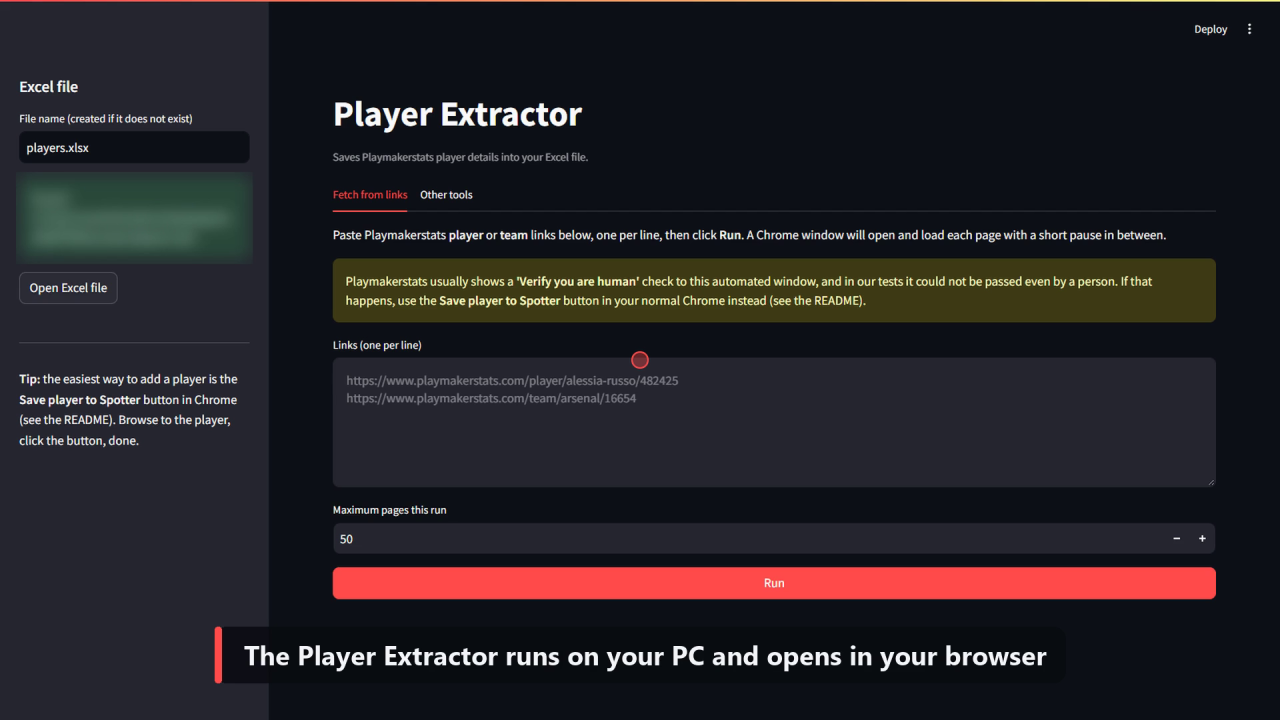 Deploy
Excel file
File name (created if it does not exist)
players.xlsx
Open Excel file
Tip: the easiest way to add a player is the
Save player to Spotter button in Chrome
(see the README). Browse to the player,
click the button, done.
Player Extractor
Saves Playmakerstats player details into your Excel file.
Fetch from links
Other tools
Paste Playmakerstats player or team links below, one per line, then click Run. A Chrome window will open and load each page with a short pause in between.
Playmakerstats usually shows a 'Verify you are human' check to this automated window, and in our tests it could not be passed even by a person. If that
happens, use the Save player to Spotter button in your normal Chrome instead (see the README).
Links (one per line)
https://www.playmakerstats.com/player/alessia-russo/482425
https://www.playmakerstats.com/team/arsenal/16654
Maximum pages this run
50
Run
The Player Extractor runs on your PC and opens in your browser